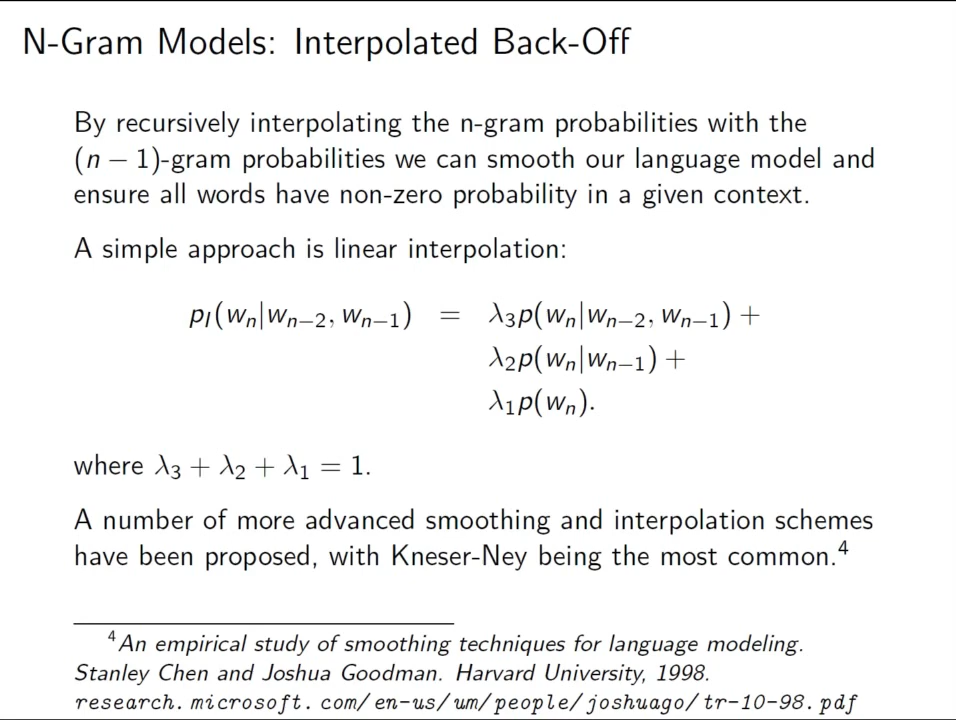 N-Gram Models: Interpolated Back-Off
By recursively interpolating the n-gram probabilities with the
(n − 1)-gram probabilities we can smooth our language model and
ensure all words have non-zero probability in a given context.
A simple approach is linear interpolation:
p_I(w_n|w_{n−2}, w_{n−1}) = λ_3p(w_n|w_{n−2}, w_{n−1}) +
λ_2p(w_n|w_{n−1}) +
λ_1p(w_n).
where λ_3 + λ_2 + λ_1 = 1.
A number of more advanced smoothing and interpolation schemes
have been proposed, with Kneser-Ney being the most common.⁴
⁴An empirical study of smoothing techniques for language modeling.
Stanley Chen and Joshua Goodman. Harvard University, 1998.
research.microsoft.com/en-us/um/people/joshuago/tr-10-98.pdf